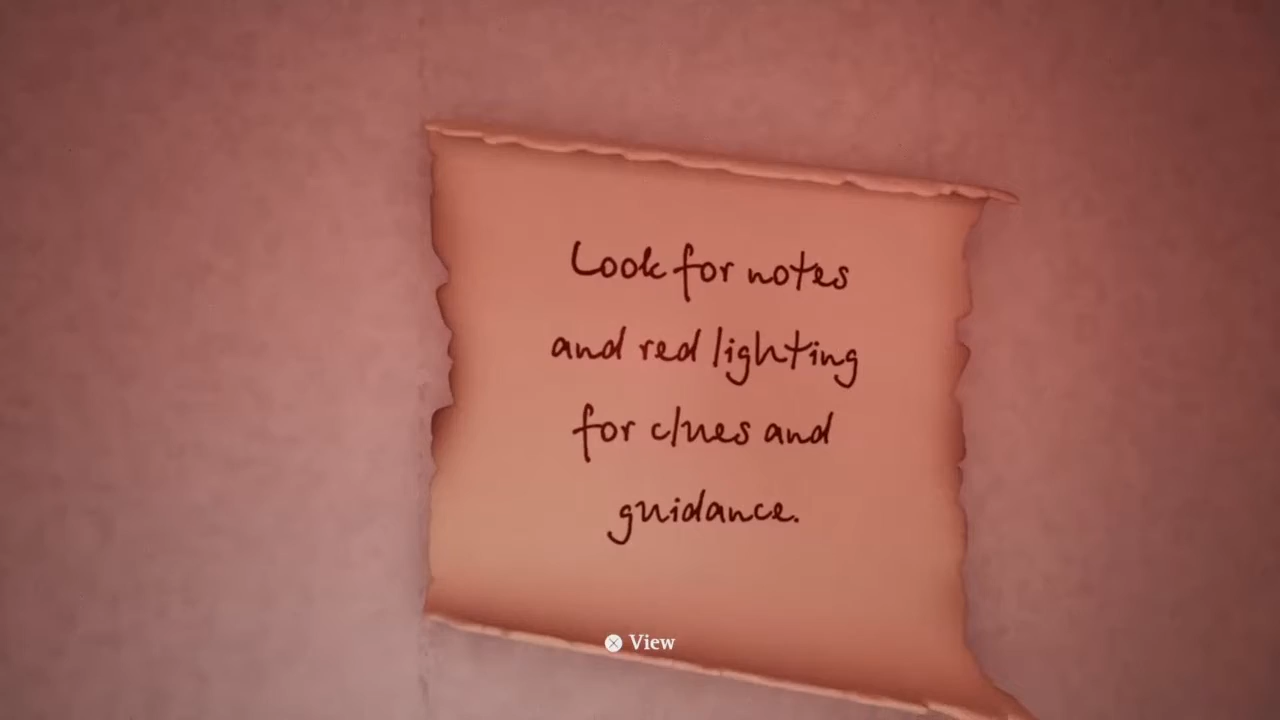 Look for notes
and red lighting
for clues and
guidance.
View